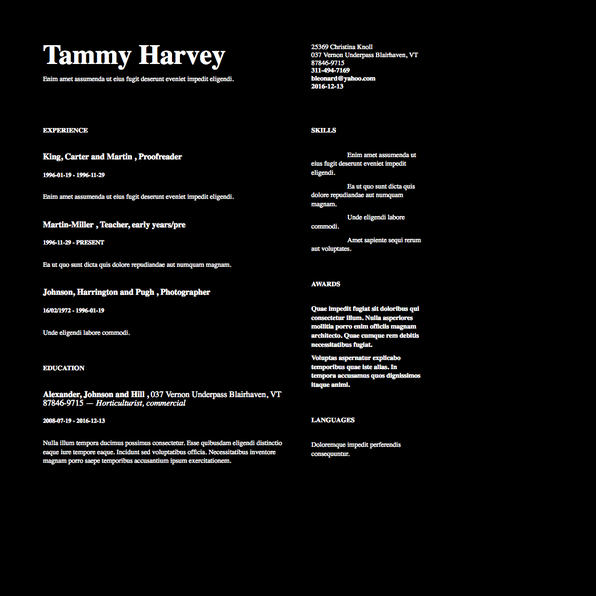 Tammy Harvey
Enim amet assumenda ut eius fugit deserunt eveniet impedit eligendi.
25369 Christina Knoll
037 Vernon Underpass Blairhaven, VT
87846-9715
311-494-7169
bleonard@yahoo.com
2016-12-13
EXPERIENCE
King, Carter and Martin , Proofreader
1996-01-19 - 1996-11-29
Enim amet assumenda ut eius fugit deserunt eveniet impedit eligendi.
Martin-Miller , Teacher, early years/pre
1996-11-29 - PRESENT
Ea ut quo sunt dicta quis dolore repudiandae aut numquam magnam.
Johnson, Harrington and Pugh , Photographer
16/02/1972 - 1996-01-19
Unde eligendi labore commodi.
EDUCATION
Alexander, Johnson and Hill , 037 Vernon Underpass Blairhaven, VT
87846-9715 — Horticulturist, commercial
2008-07-19 - 2016-12-13
Nulla illum tempora ducimus possimus consectetur. Esse quibusdam eligendi distinctio
eaque iure tempore eaque. Incidunt sed voluptatibus officia. Necessitatibus inventore
magnam porro saepe temporibus accusantium ipsum exercitationem.
SKILLS
Enim amet assumenda ut
eius fugit deserunt eveniet impedit
eligendi.
Ea ut quo sunt dicta quis
dolore repudiandae aut numquam
magnam.
Unde eligendi labore
commodi.
Amet sapiente sequi rerum
aut voluptates.
AWARDS
Quae impedit fugiat sit doloribus qui
consectetur illum. Nulla asperiores
mollitia porro enim officiis magnam
architecto. Quae cumque rem debitis
necessitatibus fugiat.
Voluptas aspernatur explicabo
temporibus quae iste alias. In
tempora accusamus quos dignissimos
itaque animi.
LANGUAGES
Doloremque impedit perferendis
consequuntur.